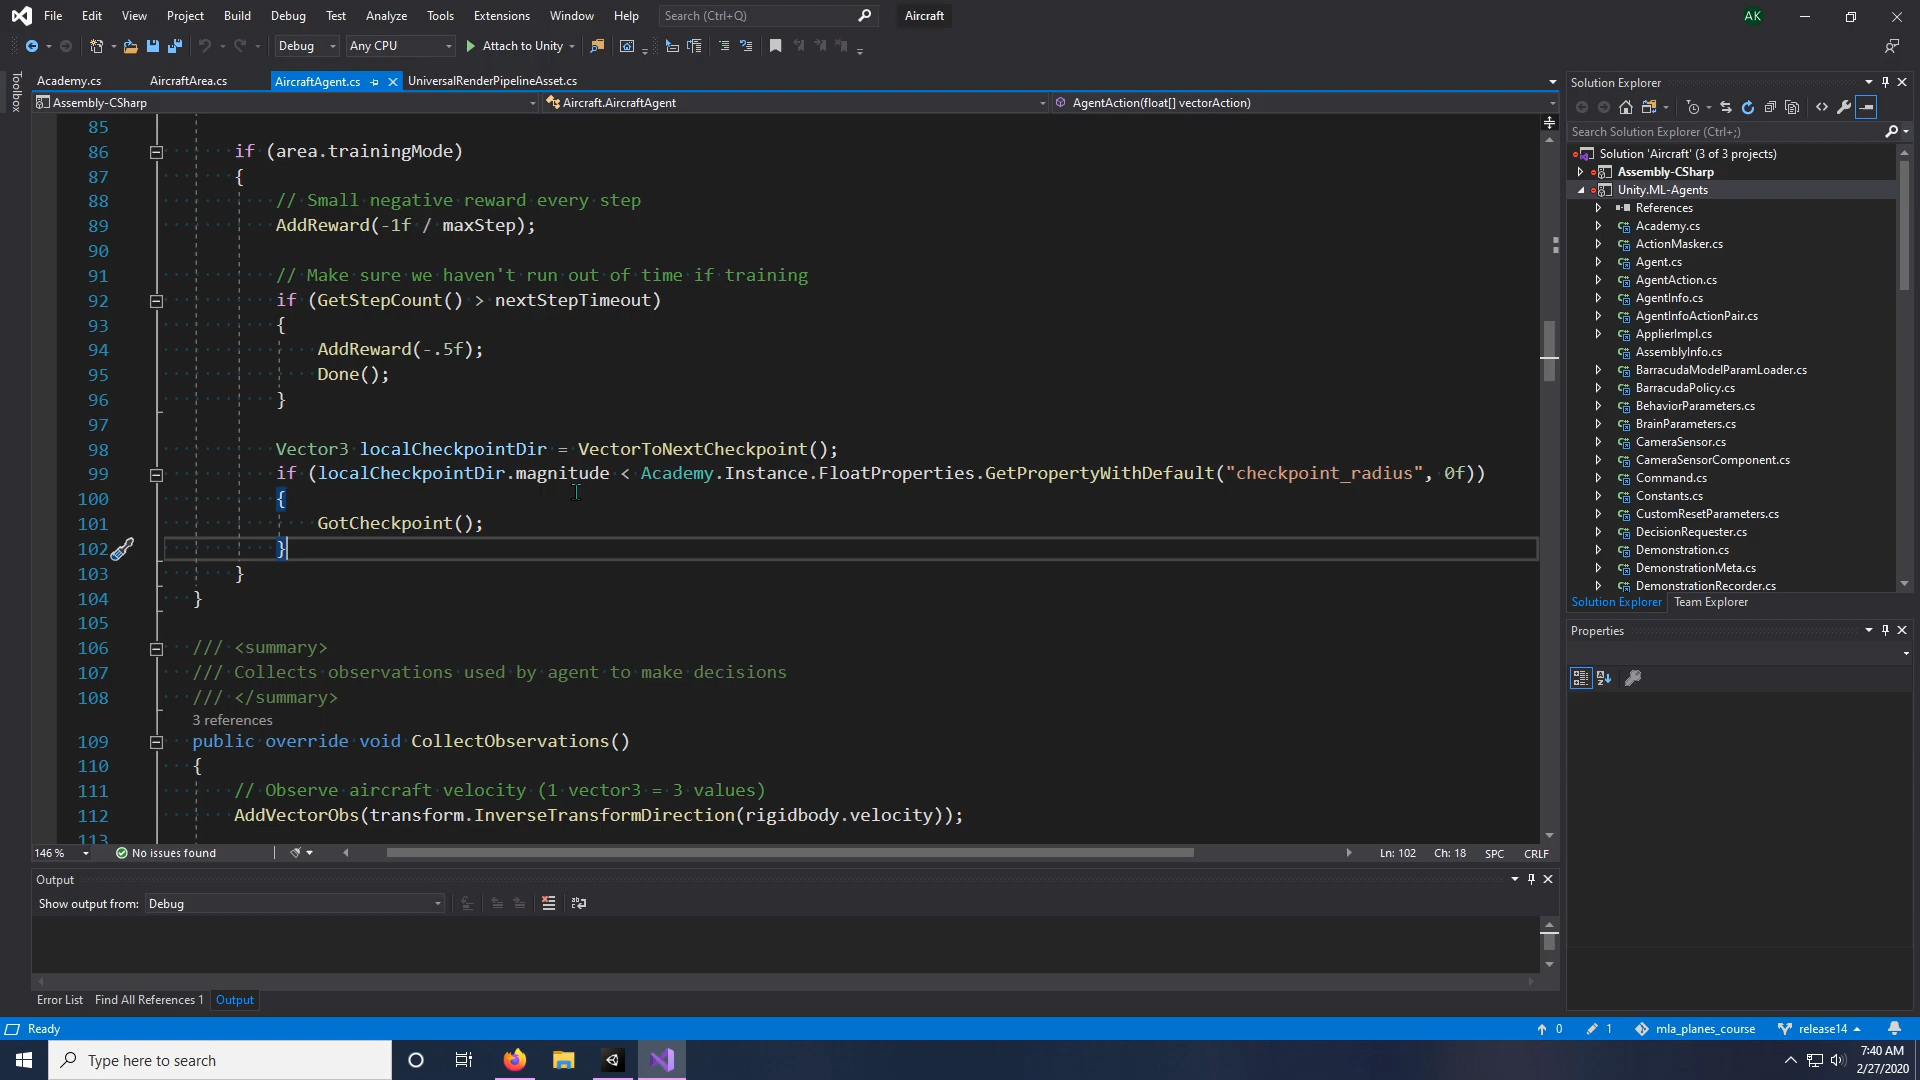 File Edit View Project Build Debug Test Analyze Tools Extensions Window Help Search (Ctrl+Q) Aircraft AK
Debug Any CPU Attach to Unity
Toolbox
Academy.cs AircraftArea.cs AircraftAgent.cs UniversalRenderPipelineAsset.cs
Assembly-CSharp Aircraft.AircraftAgent AgentAction(float[] vectorAction)
85
86 if (area.trainingMode)
87 {
88 // Small negative reward every step
89 AddReward(-1f / maxStep);
90
91 // Make sure we haven't run out of time if training
92 if (GetStepCount() > nextStepTimeout)
93 {
94 AddReward(-.5f);
95 Done();
96 }
97
98 Vector3 localCheckpointDir = VectorToNextCheckpoint();
99 if (localCheckpointDir.magnitude < Academy.Instance.FloatProperties.GetPropertyWithDefault("checkpoint_radius", 0f))
100 {
101 GotCheckpoint();
102 }
103 }
104 }
105
106 /// <summary>
107 /// Collects observations used by agent to make decisions
108 /// </summary>
3 references
109 public override void CollectObservations()
110 {
111 // Observe aircraft velocity (1 vector3 = 3 values)
112 AddVectorObs(transform.InverseTransformDirection(rigidbody.velocity));
113
146 % No issues found Ln: 102 Ch: 18 SPC CRLF
Output
Show output from: Debug
Error List Find All References 1 Output
Solution Explorer
Search Solution Explorer (Ctrl+;)
Solution 'Aircraft' (3 of 3 projects)
Assembly-CSharp
Unity.ML-Agents
References
Academy.cs
ActionMasker.cs
Agent.cs
AgentAction.cs
AgentInfo.cs
AgentInfoActionPair.cs
ApplierImpl.cs
AssemblyInfo.cs
BarracudaModelParamLoader.cs
BarracudaPolicy.cs
BehaviorParameters.cs
BrainParameters.cs
CameraSensor.cs
CameraSensorComponent.cs
Command.cs
Constants.cs
CustomResetParameters.cs
DecisionRequester.cs
Demonstration.cs
DemonstrationMeta.cs
DemonstrationRecorder.cs
Solution Explorer Team Explorer
Properties
Ready 0 1 mla_planes_course release14
Type here to search
7:40 AM
2/27/2020